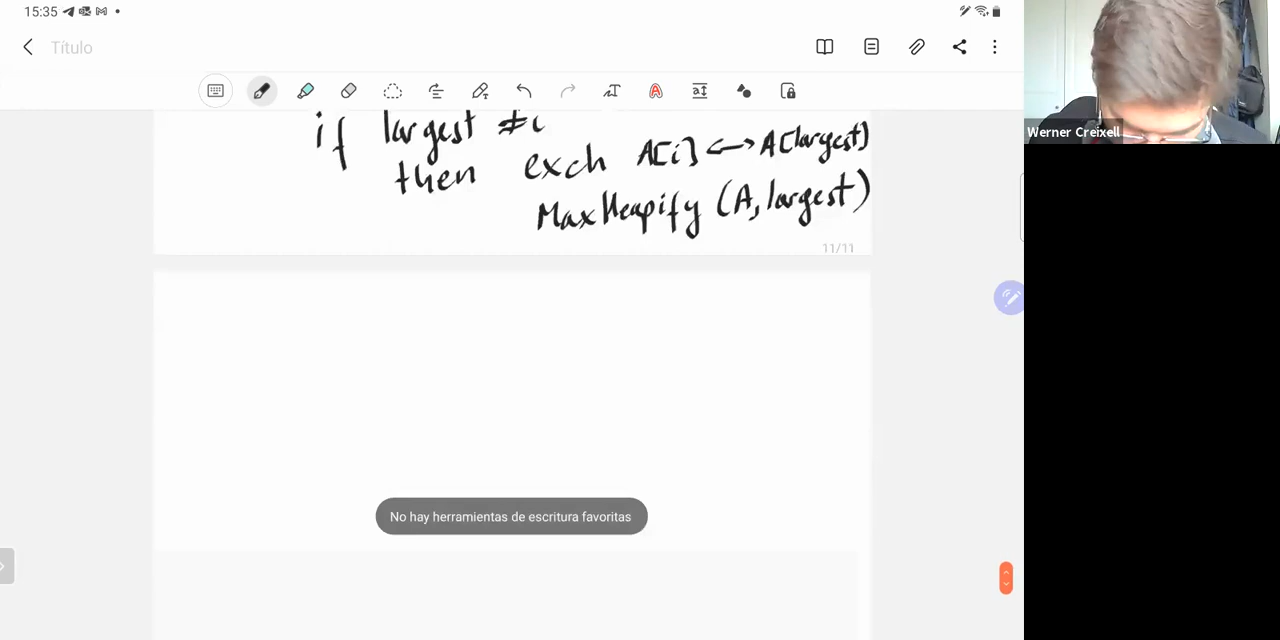 15:35
Título
if largest ≠ i
then exch A[i] <-> A[largest]
MaxHeapify (A, largest)
11/11
No hay herramientas de escritura favoritas
Werner Creixell